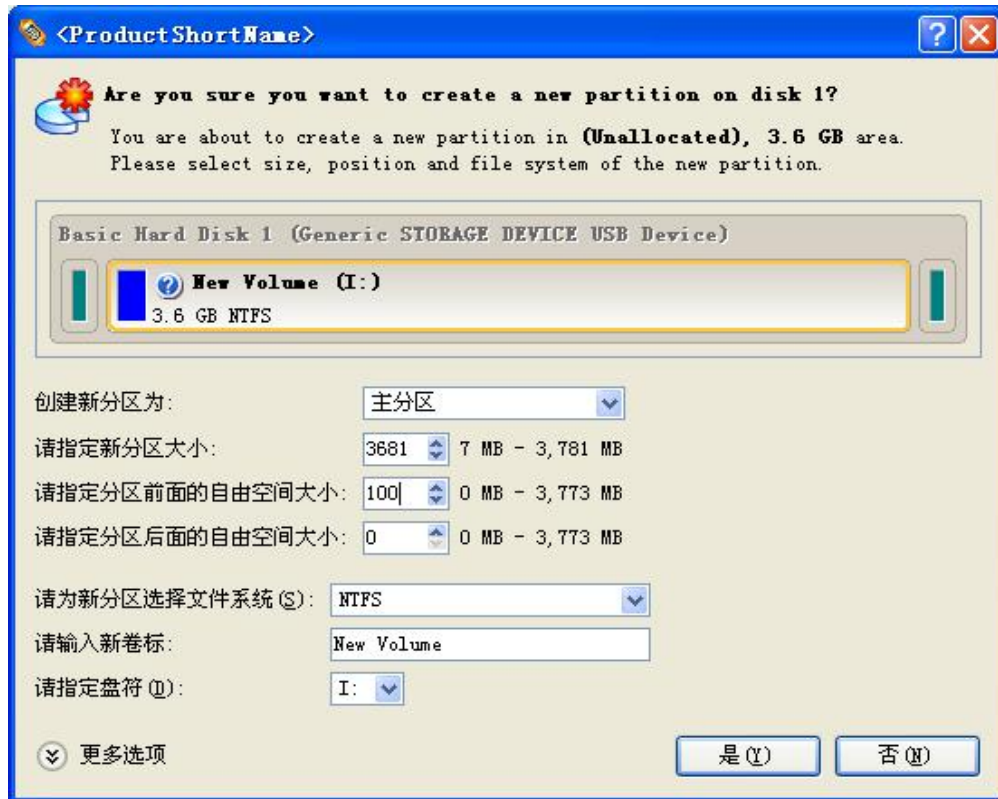 <ProductShortName>
Are you sure you want to create a new partition on disk 1?
You are about to create a new partition in (Unallocated), 3.6 GB area.
Please select size, position and file system of the new partition.
Basic Hard Disk 1 (Generic STORAGE DEVICE USB Device)
New Volume (I:)
3.6 GB NTFS
创建新分区为: 主分区
请指定新分区大小: 3681 7 MB - 3,781 MB
请指定分区前面的自由空间大小: 100 0 MB - 3,773 MB
请指定分区后面的自由空间大小: 0 0 MB - 3,773 MB
请为新分区选择文件系统(S): NTFS
请输入新卷标: New Volume
请指定盘符(D): I:
更多选项 是(Y) 否(N)